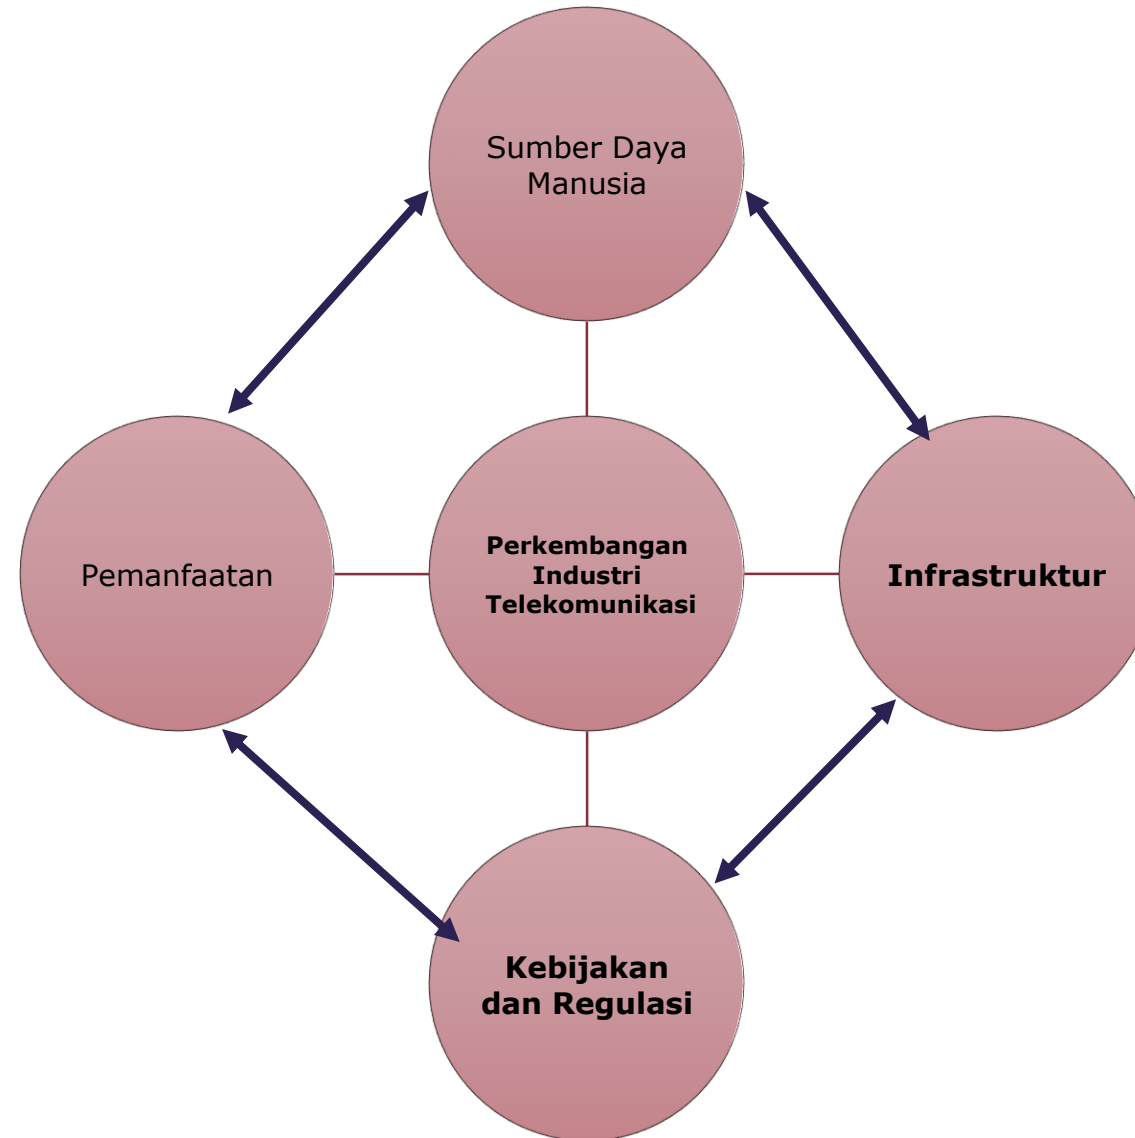 Sumber Daya
Manusia
Pemanfaatan
Perkembangan
Industri
Telekomunikasi
Infrastruktur
Kebijakan
dan Regulasi